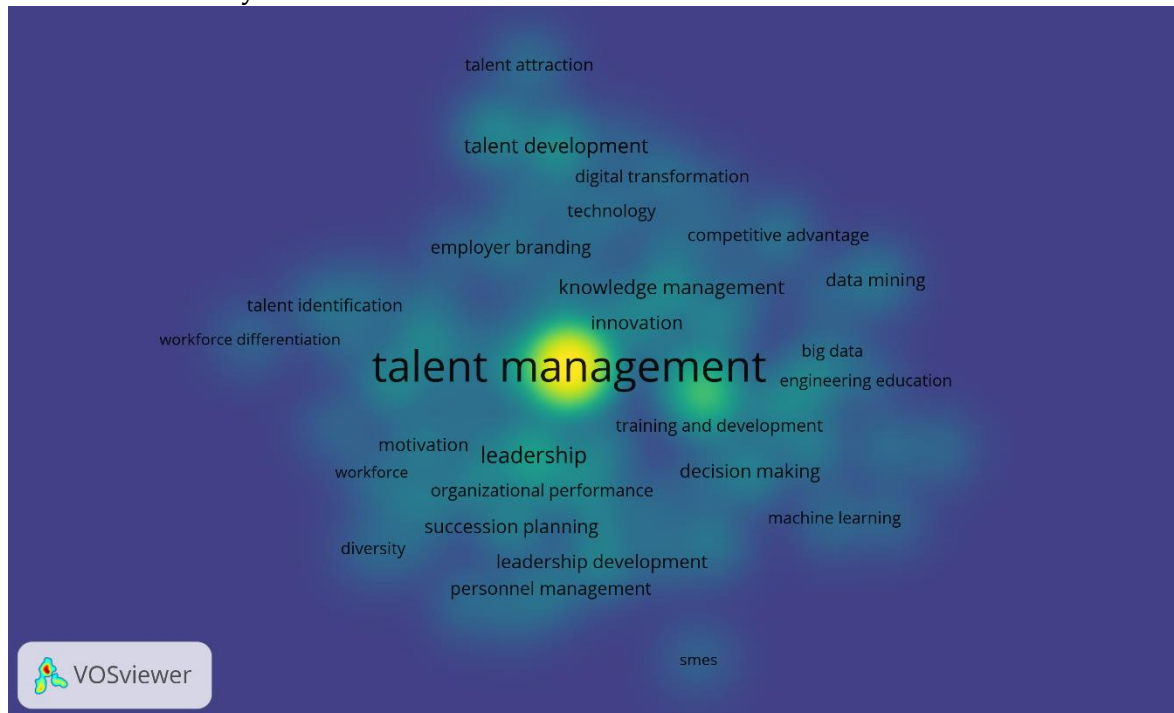 talent attraction
talent development
digital transformation
technology
competitive advantage
employer branding
data mining
knowledge management
talent identification
innovation
workforce differentiation
big data
talent management
engineering education
training and development
motivation
leadership
workforce
decision making
organizational performance
machine learning
succession planning
diversity
leadership development
personnel management
smes
VOSviewer